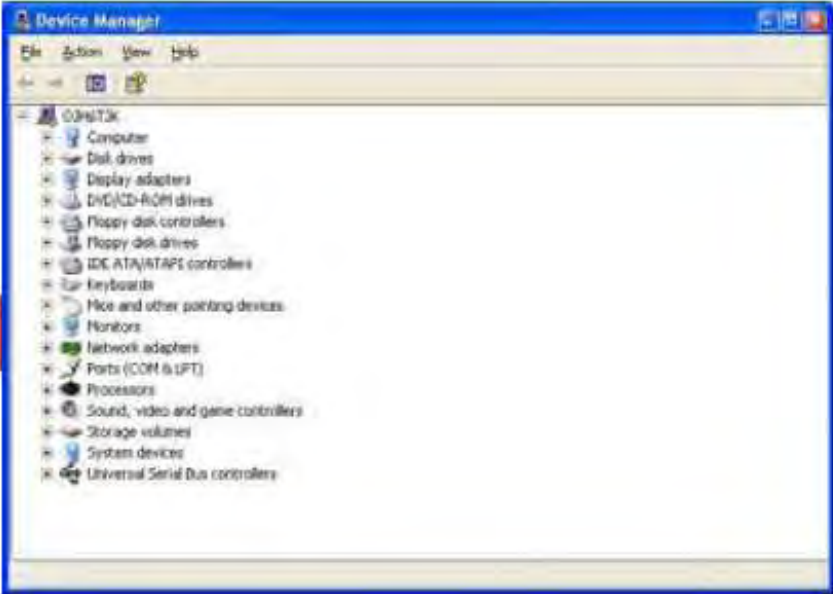 Device Manager
File Action View Help
Computer
Disk drives
Display adapters
DVD/CD-ROM drives
Floppy disk controllers
Floppy disk drives
IDE ATA/ATAPI controllers
Keyboards
Mice and other pointing devices
Monitors
Network adapters
Ports (COM & LPT)
Processors
Sound, video and game controllers
Storage volumes
System devices
Universal Serial Bus controllers